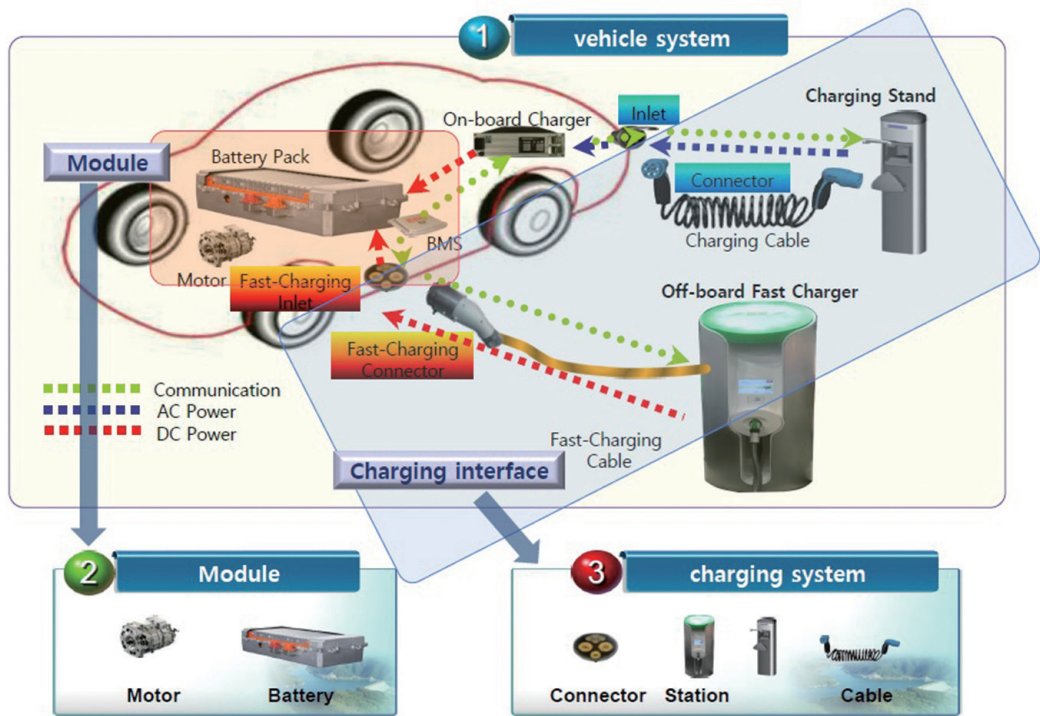 1 vehicle system
Charging Stand
Inlet
On-board Charger
Module
Battery Pack
Connector
Charging Cable
BMS
Motor
Fast-Charging
Inlet
Off-board Fast Charger
Fast-Charging
Connector
Communication
AC Power
DC Power
Fast-Charging
Cable
Charging interface
2 Module
3 charging system
Motor Battery
Connector Station Cable